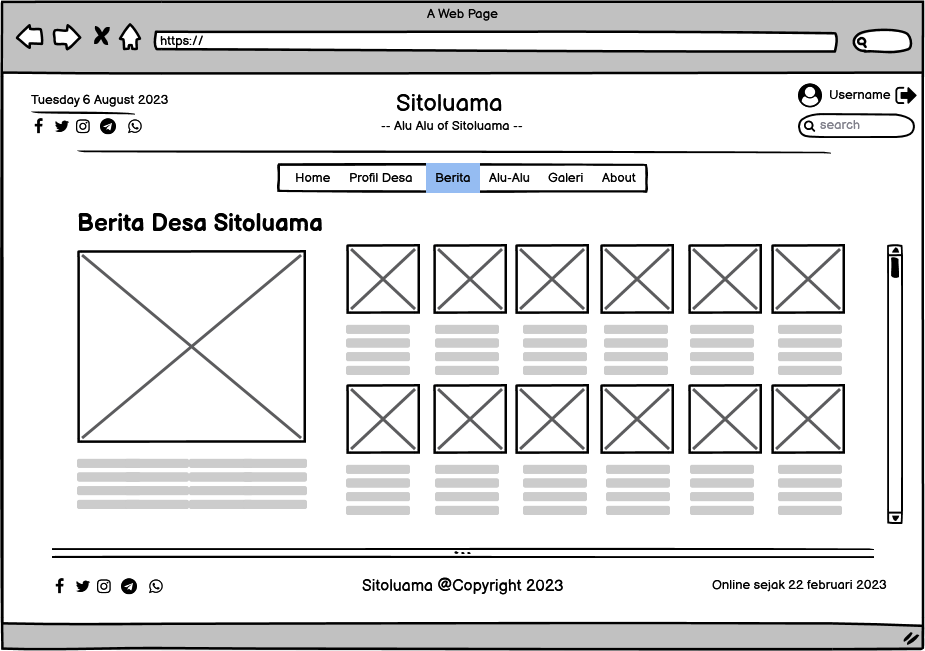 A Web Page
https://
Tuesday 6 August 2023
Sitoluama
-- Alu Alu of Sitoluama --
Username
search
Home Profil Desa Berita Alu-Alu Galeri About
Berita Desa Sitoluama
Sitoluama @Copyright 2023
Online sejak 22 februari 2023